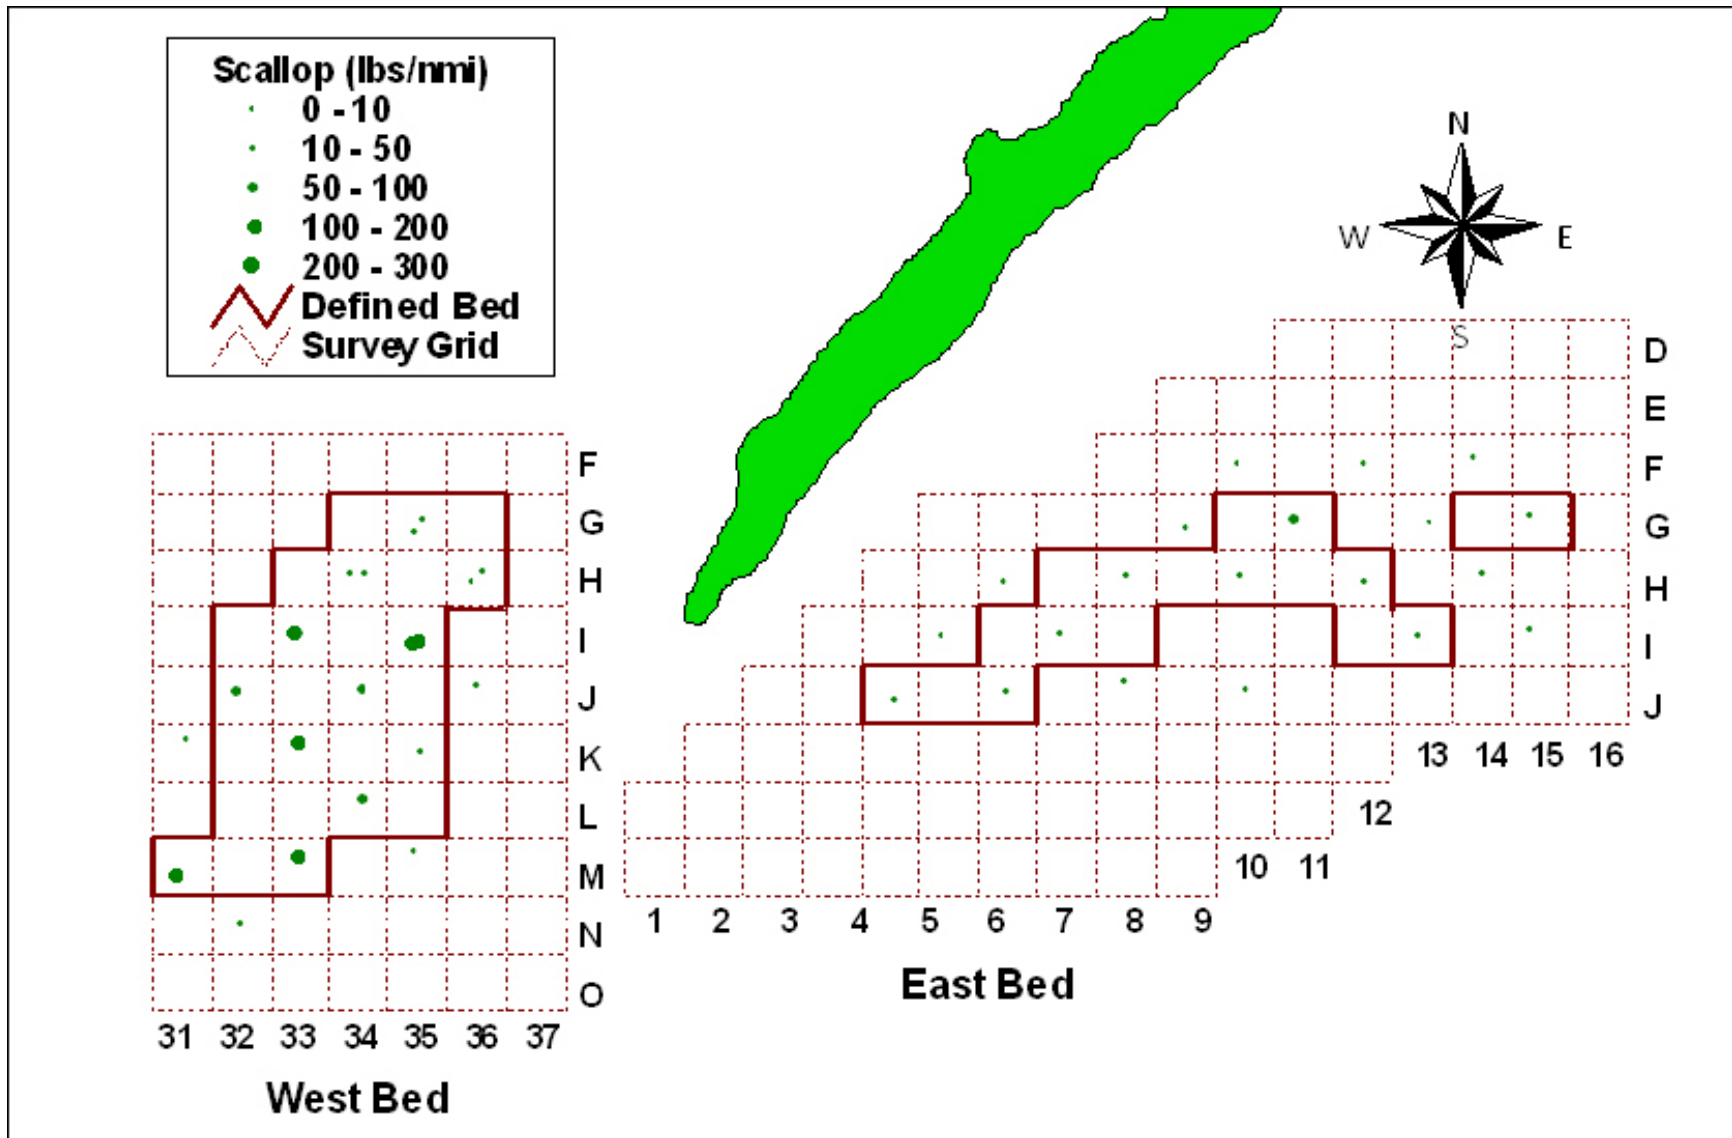 Scallop (lbs/nmi)
0 - 10
10 - 50
50 - 100
100 - 200
200 - 300
Defined Bed
Survey Grid
N
W E
S
D
E
F
G
H
I
J
13 14 15 16
12
10 11
1 2 3 4 5 6 7 8 9
East Bed
F
G
H
I
J
K
L
M
N
O
31 32 33 34 35 36 37
West Bed